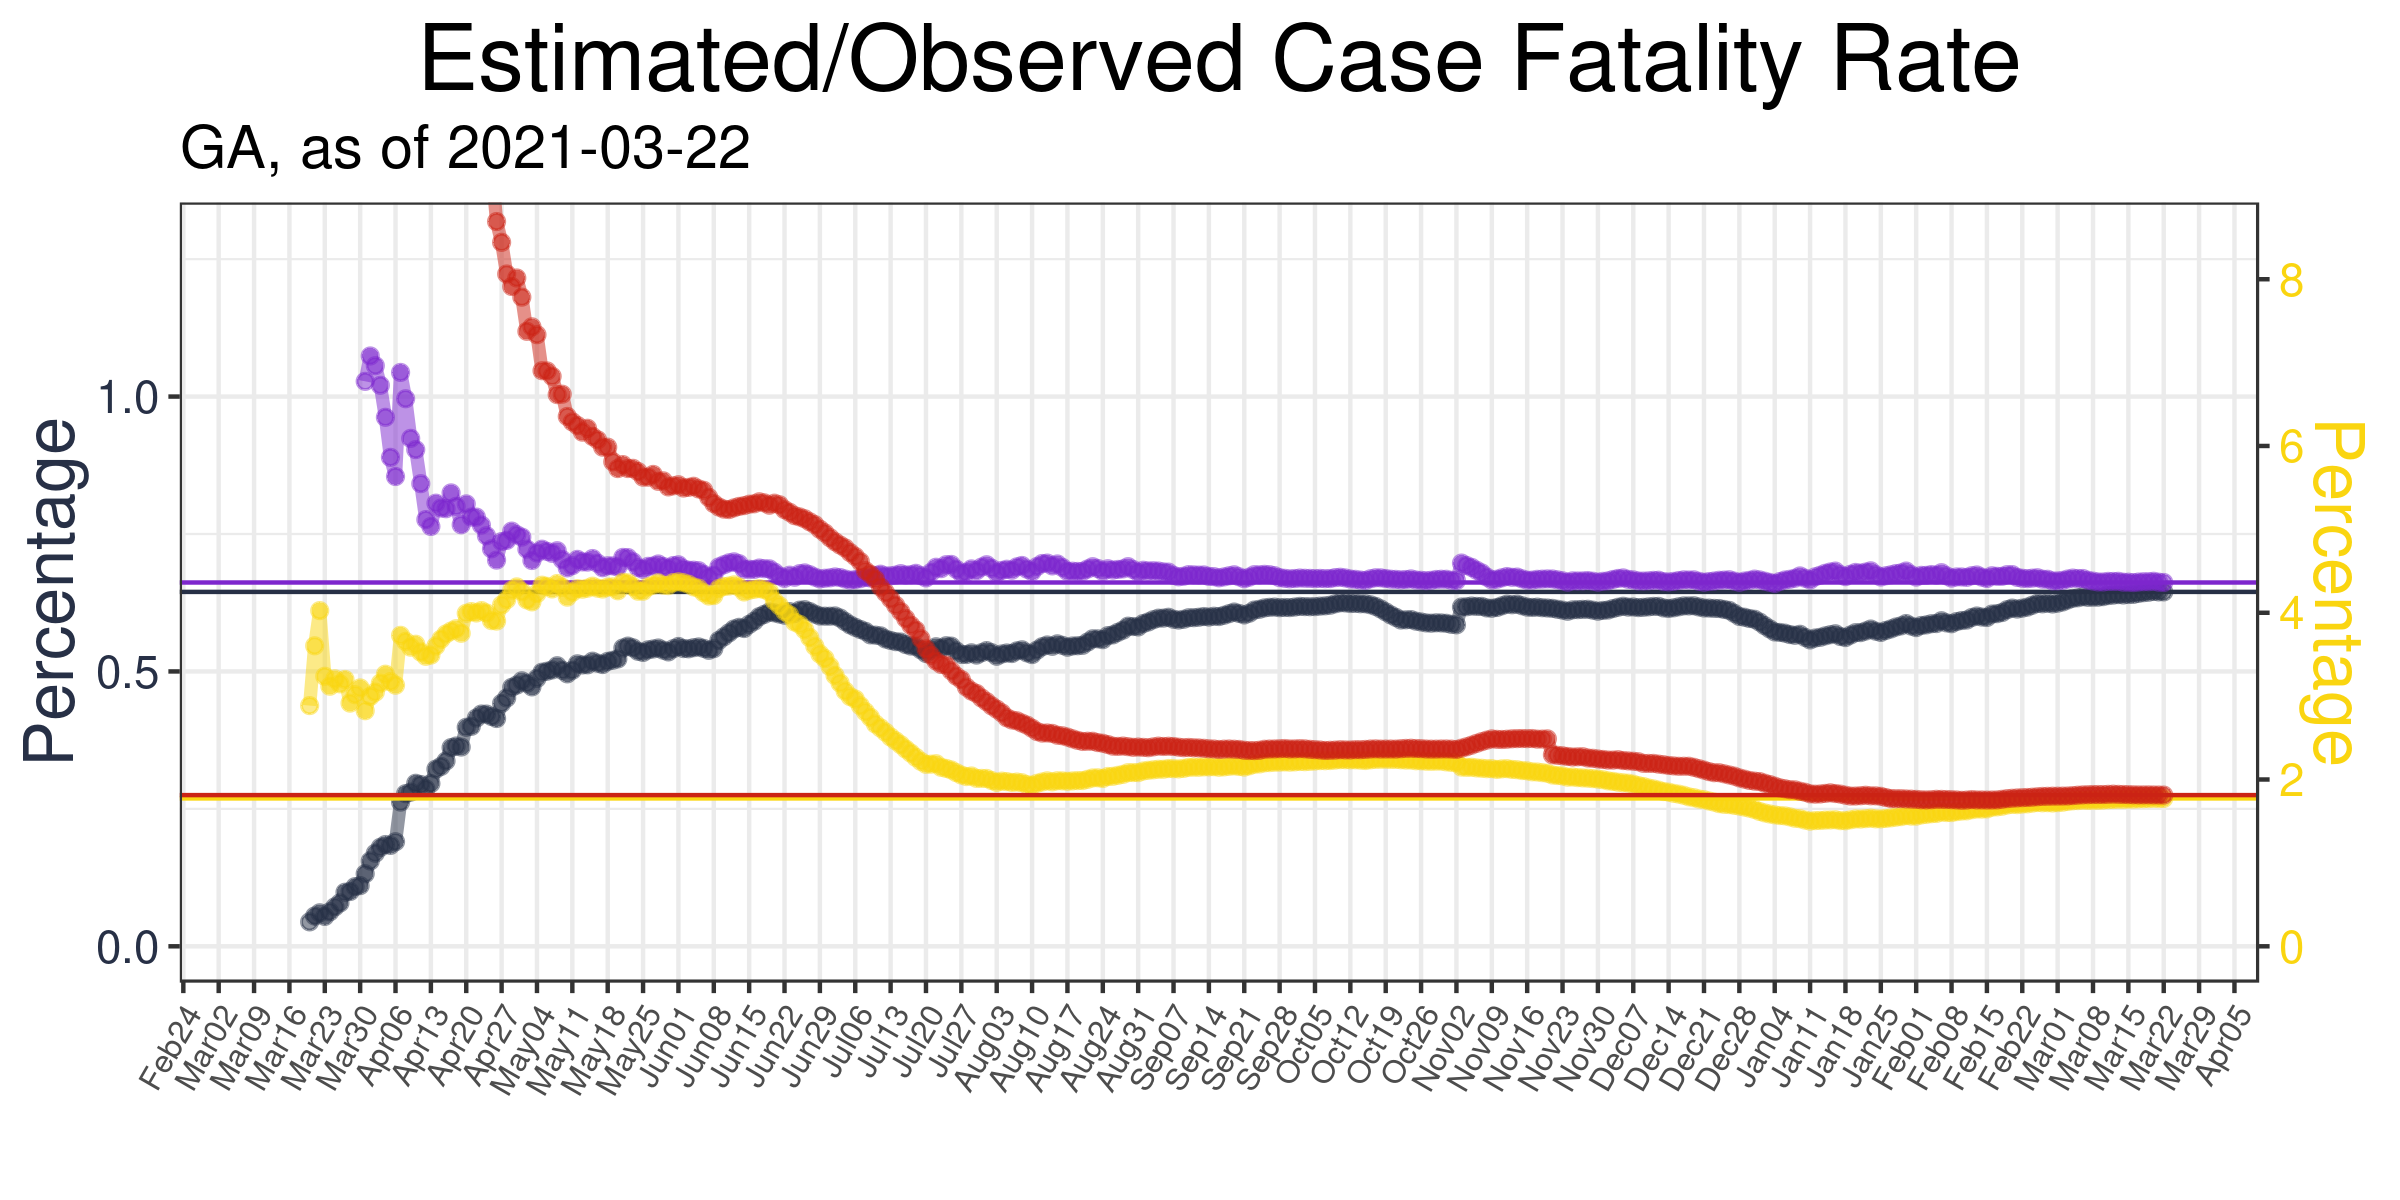 Estimated/Observed Case Fatality Rate
GA, as of 2021-03-22
Percentage
1.0
0.5
0.0
8
6
4
2
0
Percentage
Feb24
Mar02
Mar09
Mar16
Mar23
Mar30
Apr06
Apr13
Apr20
Apr27
May04
May11
May18
May25
Jun01
Jun08
Jun15
Jun22
Jun29
Jul06
Jul13
Jul20
Jul27
Aug03
Aug10
Aug17
Aug24
Aug31
Sep07
Sep14
Sep21
Sep28
Oct05
Oct12
Oct19
Oct26
Nov02
Nov09
Nov16
Nov23
Nov30
Dec07
Dec14
Dec21
Dec28
Jan04
Jan11
Jan18
Jan25
Feb01
Feb08
Feb15
Feb22
Mar01
Mar08
Mar15
Mar22
Mar29
Apr05